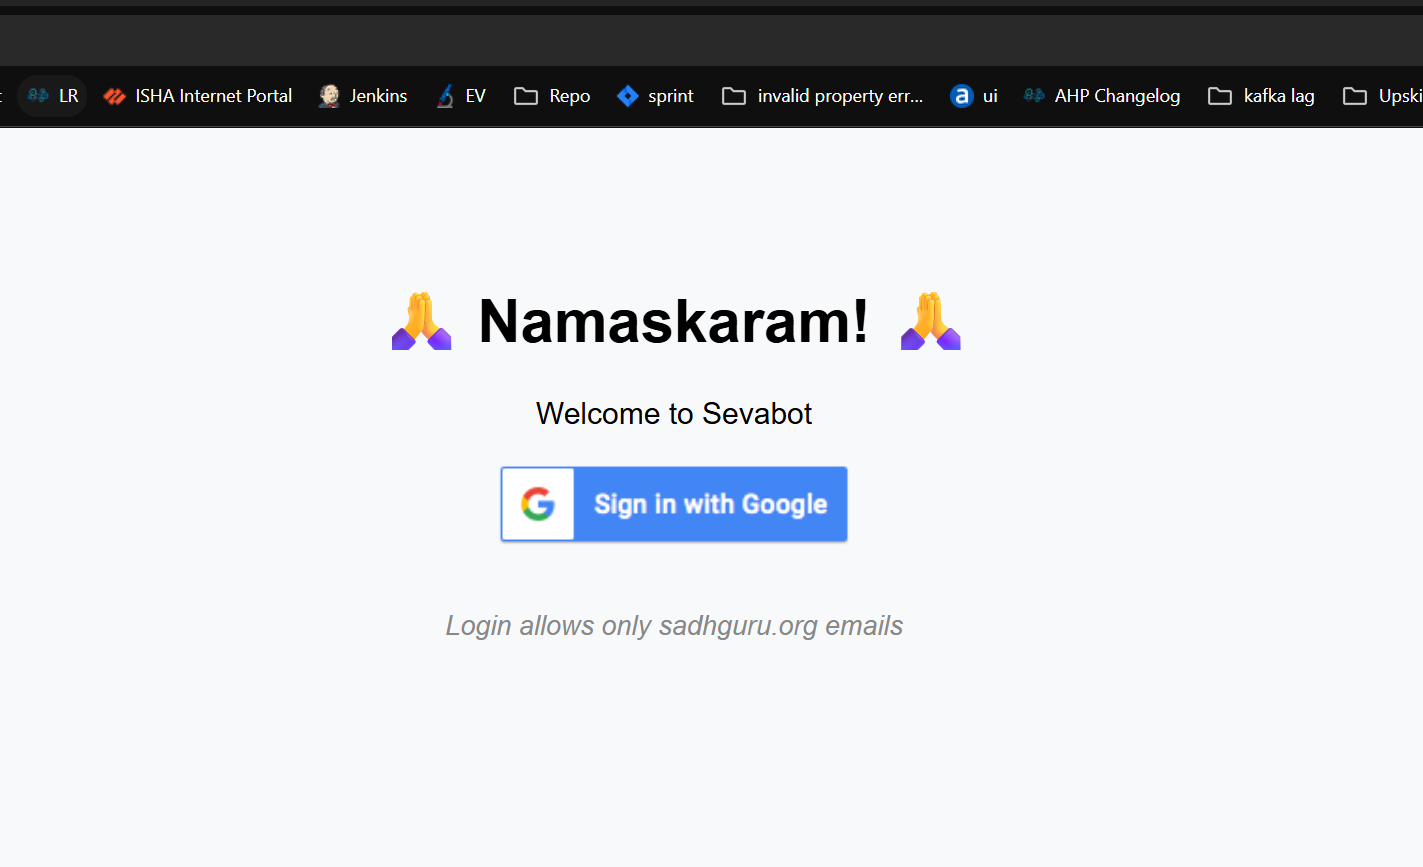 LR ISHA Internet Portal Jenkins EV Repo sprint invalid property err... ui AHP Changelog kafka lag Upski
🙏 Namaskaram! 🙏
Welcome to Sevabot
G Sign in with Google
Login allows only sadhguru.org emails